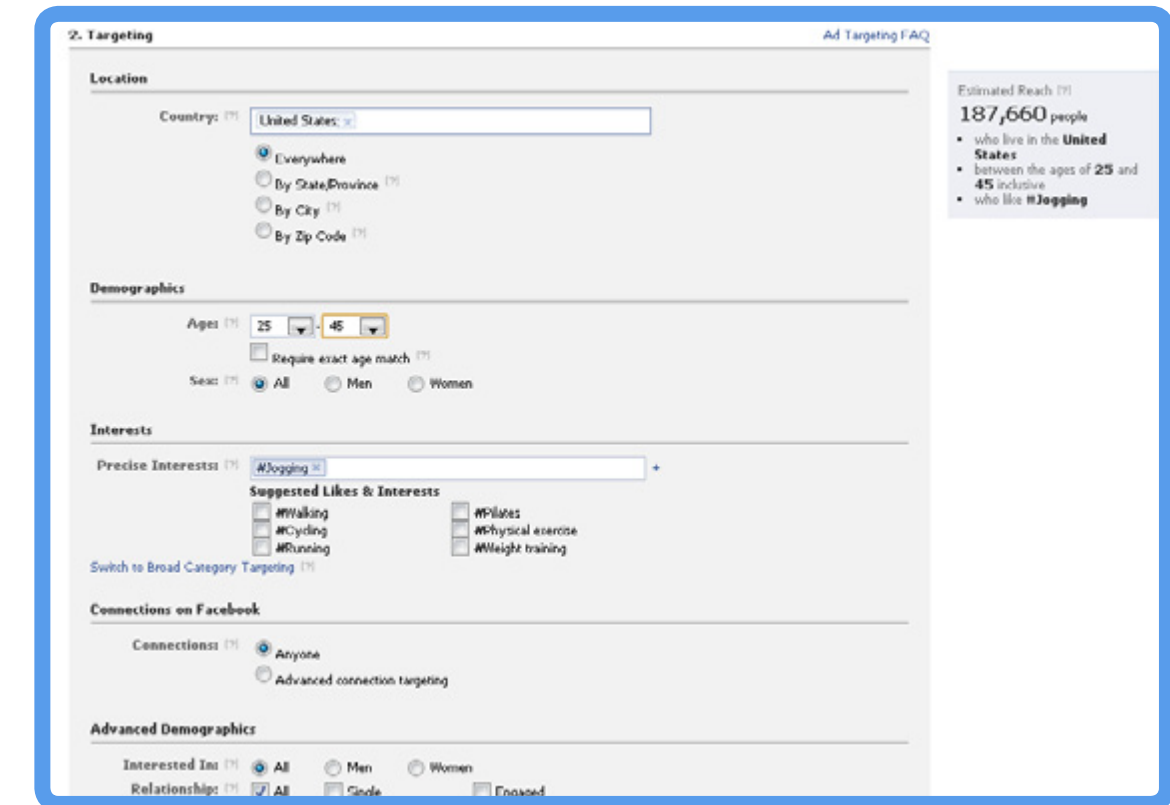 2. Targeting
Ad Targeting FAQ
Location
Country: [?] United States: ×
Everywhere
By State/Province [?]
By City [?]
By Zip Code [?]
Demographics
Age: [?] 25 - 45
Require exact age match [?]
Sex: [?] All Men Women
Interests
Precise Interests: [?] #Jogging × +
Suggested Likes & Interests
#Walking #Pilates
#Cycling #Physical exercise
#Running #Weight training
Switch to Broad Category Targeting [?]
Connections on Facebook
Connections: [?] Anyone
Advanced connection targeting
Advanced Demographics
Interested In: [?] All Men Women
Relationship: [?] All Single Engaged
Estimated Reach [?]
187,660 people
• who live in the United
States
• between the ages of 25 and
45 inclusive
• who like #Jogging